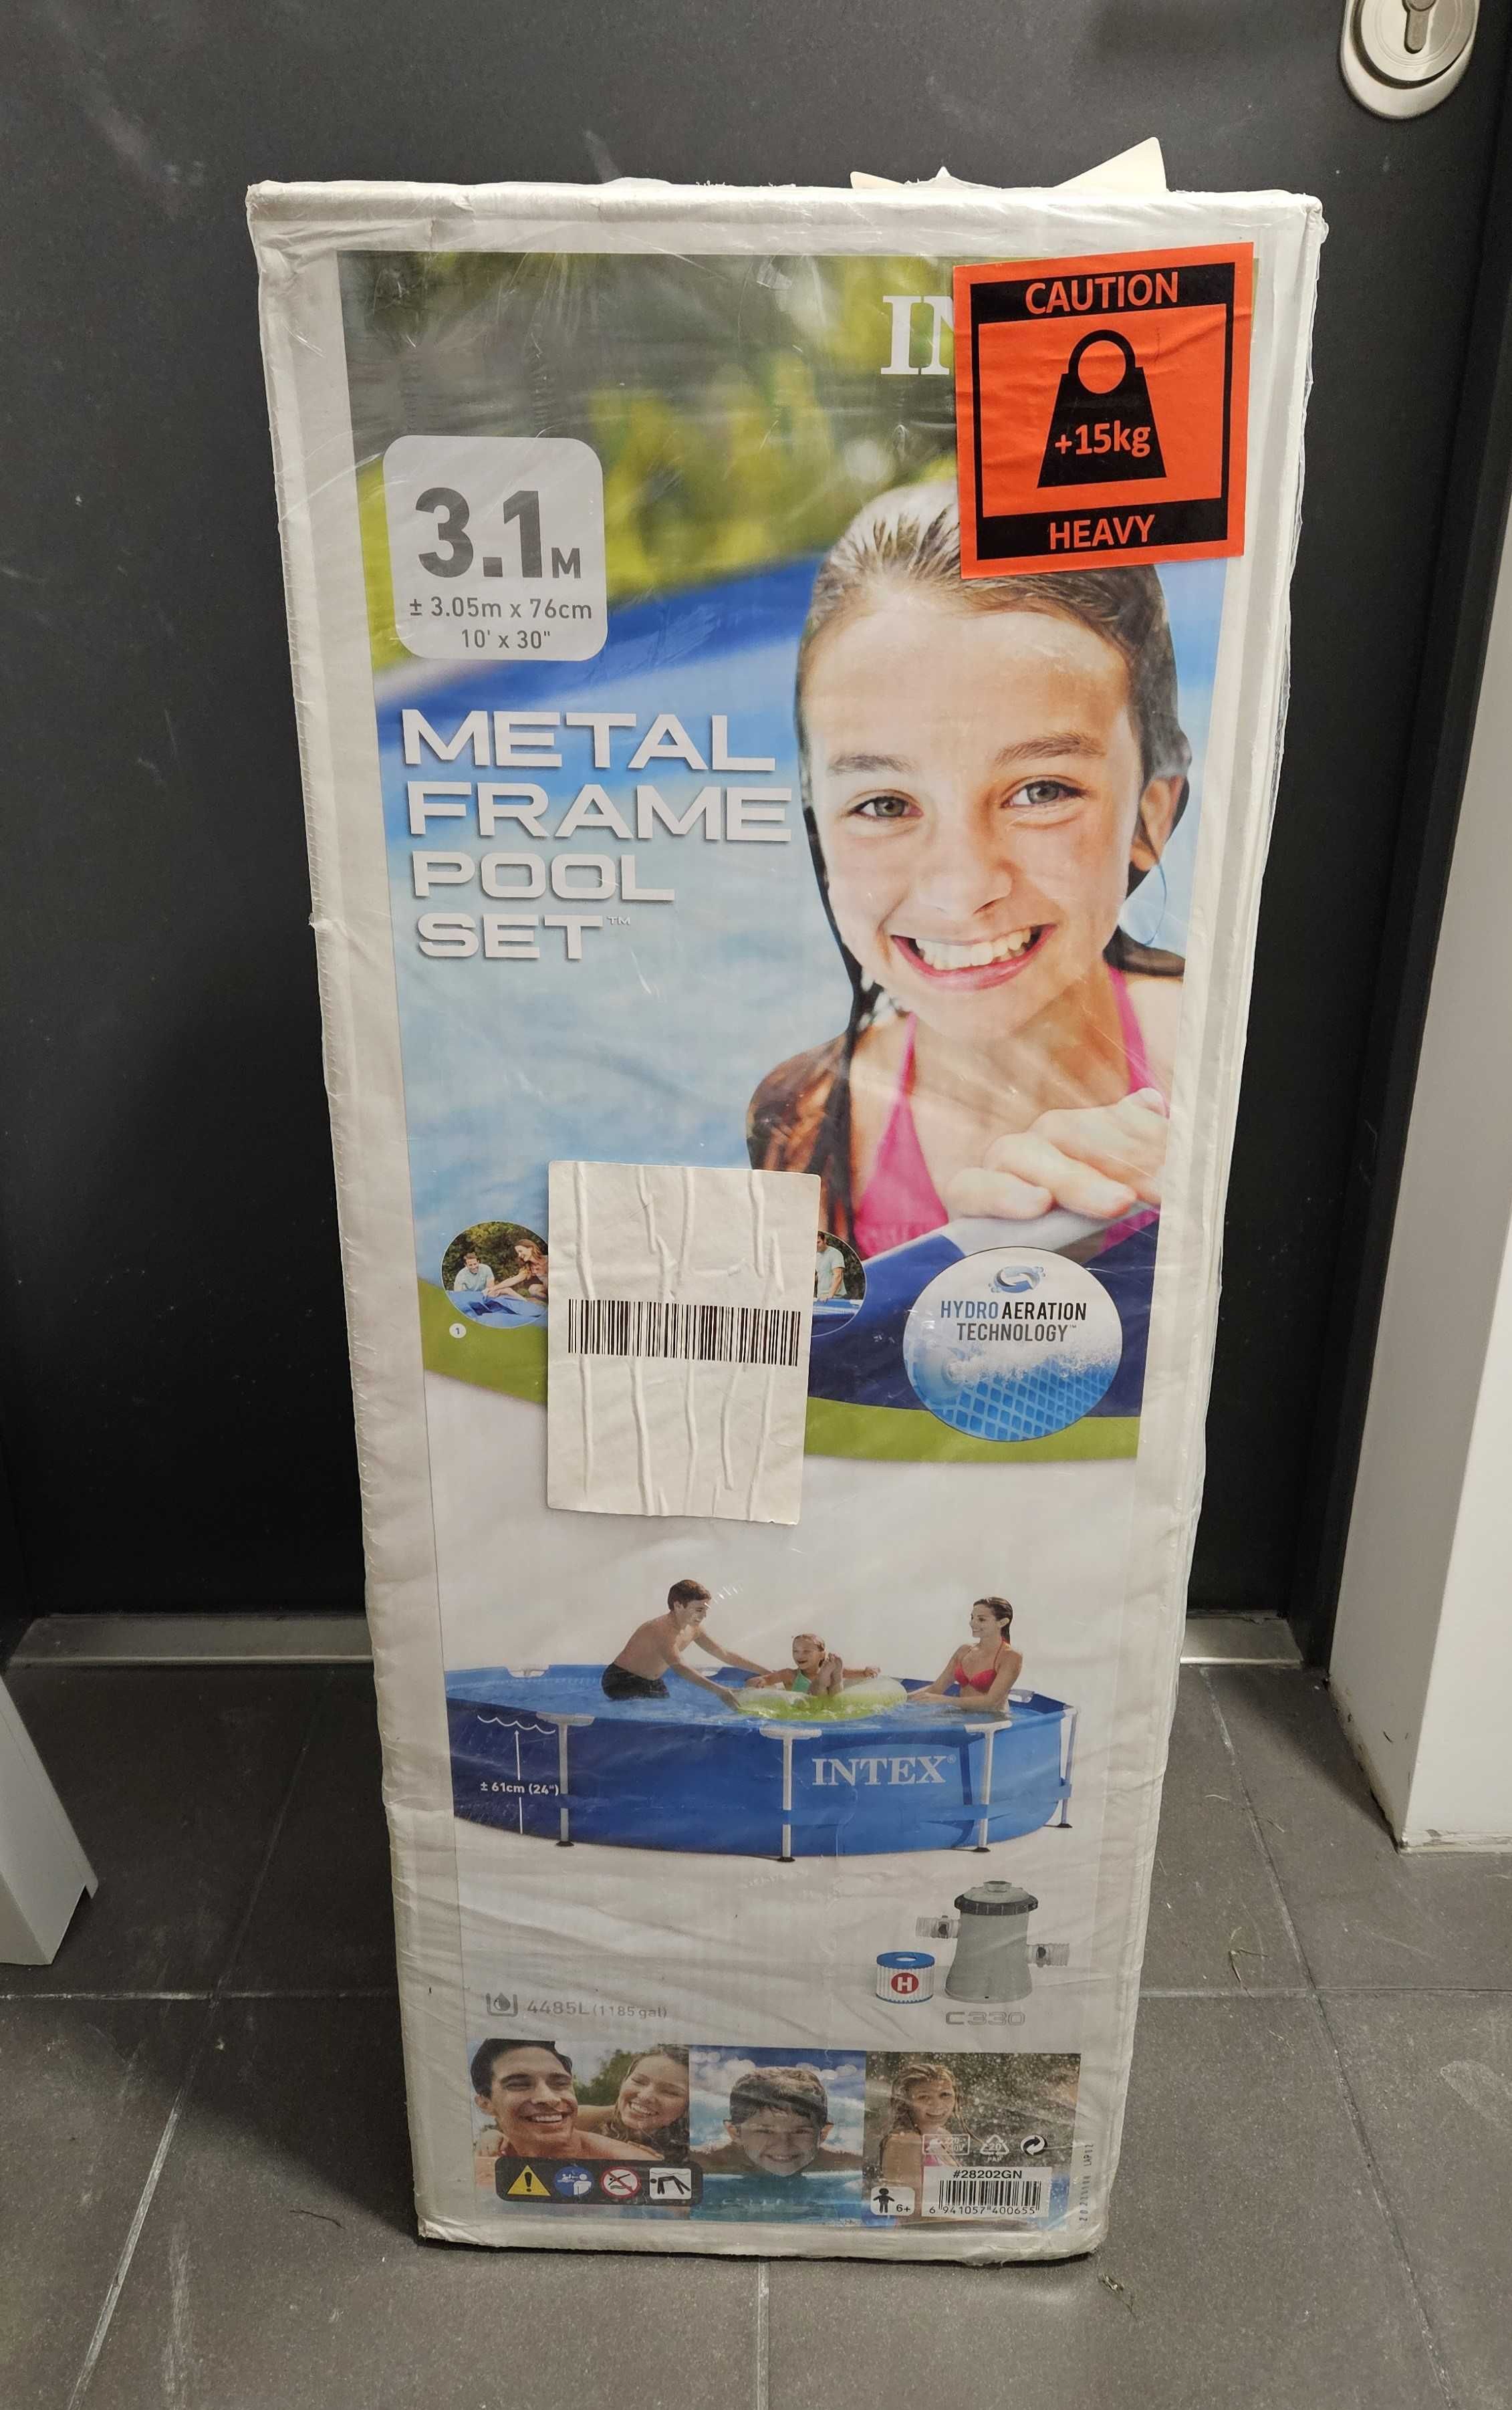 CAUTION
+15kg
HEAVY
3.1M
± 3.05m x 76cm
10' x 30"
METAL
FRAME
POOL
SET™
HYDRO AERATION
TECHNOLOGY™
1
INTEX®
± 61cm (24")
H
C330
4485L (1185 gal)
#28202GN
6+
6 941057 400655